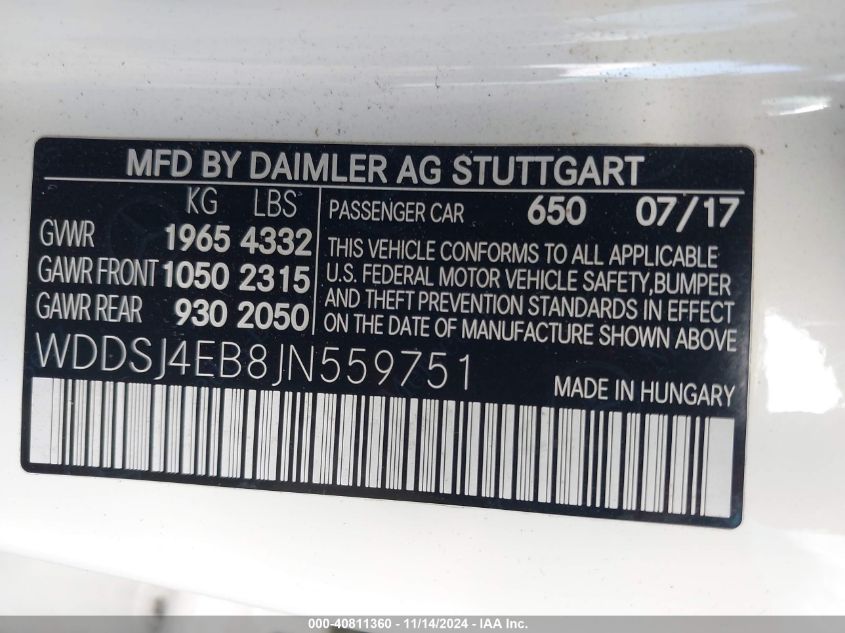 MFD BY DAIMLER AG STUTTGART
KG LBS
GVWR 1965 4332
GAWR FRONT 1050 2315
GAWR REAR 930 2050
PASSENGER CAR 650 07/17
THIS VEHICLE CONFORMS TO ALL APPLICABLE
U.S. FEDERAL MOTOR VEHICLE SAFETY,BUMPER
AND THEFT PREVENTION STANDARDS IN EFFECT
ON THE DATE OF MANUFACTURE SHOWN ABOVE
WDDSJ4EB8JN559751
MADE IN HUNGARY
000-40811360 - 11/14/2024 - IAAI.com